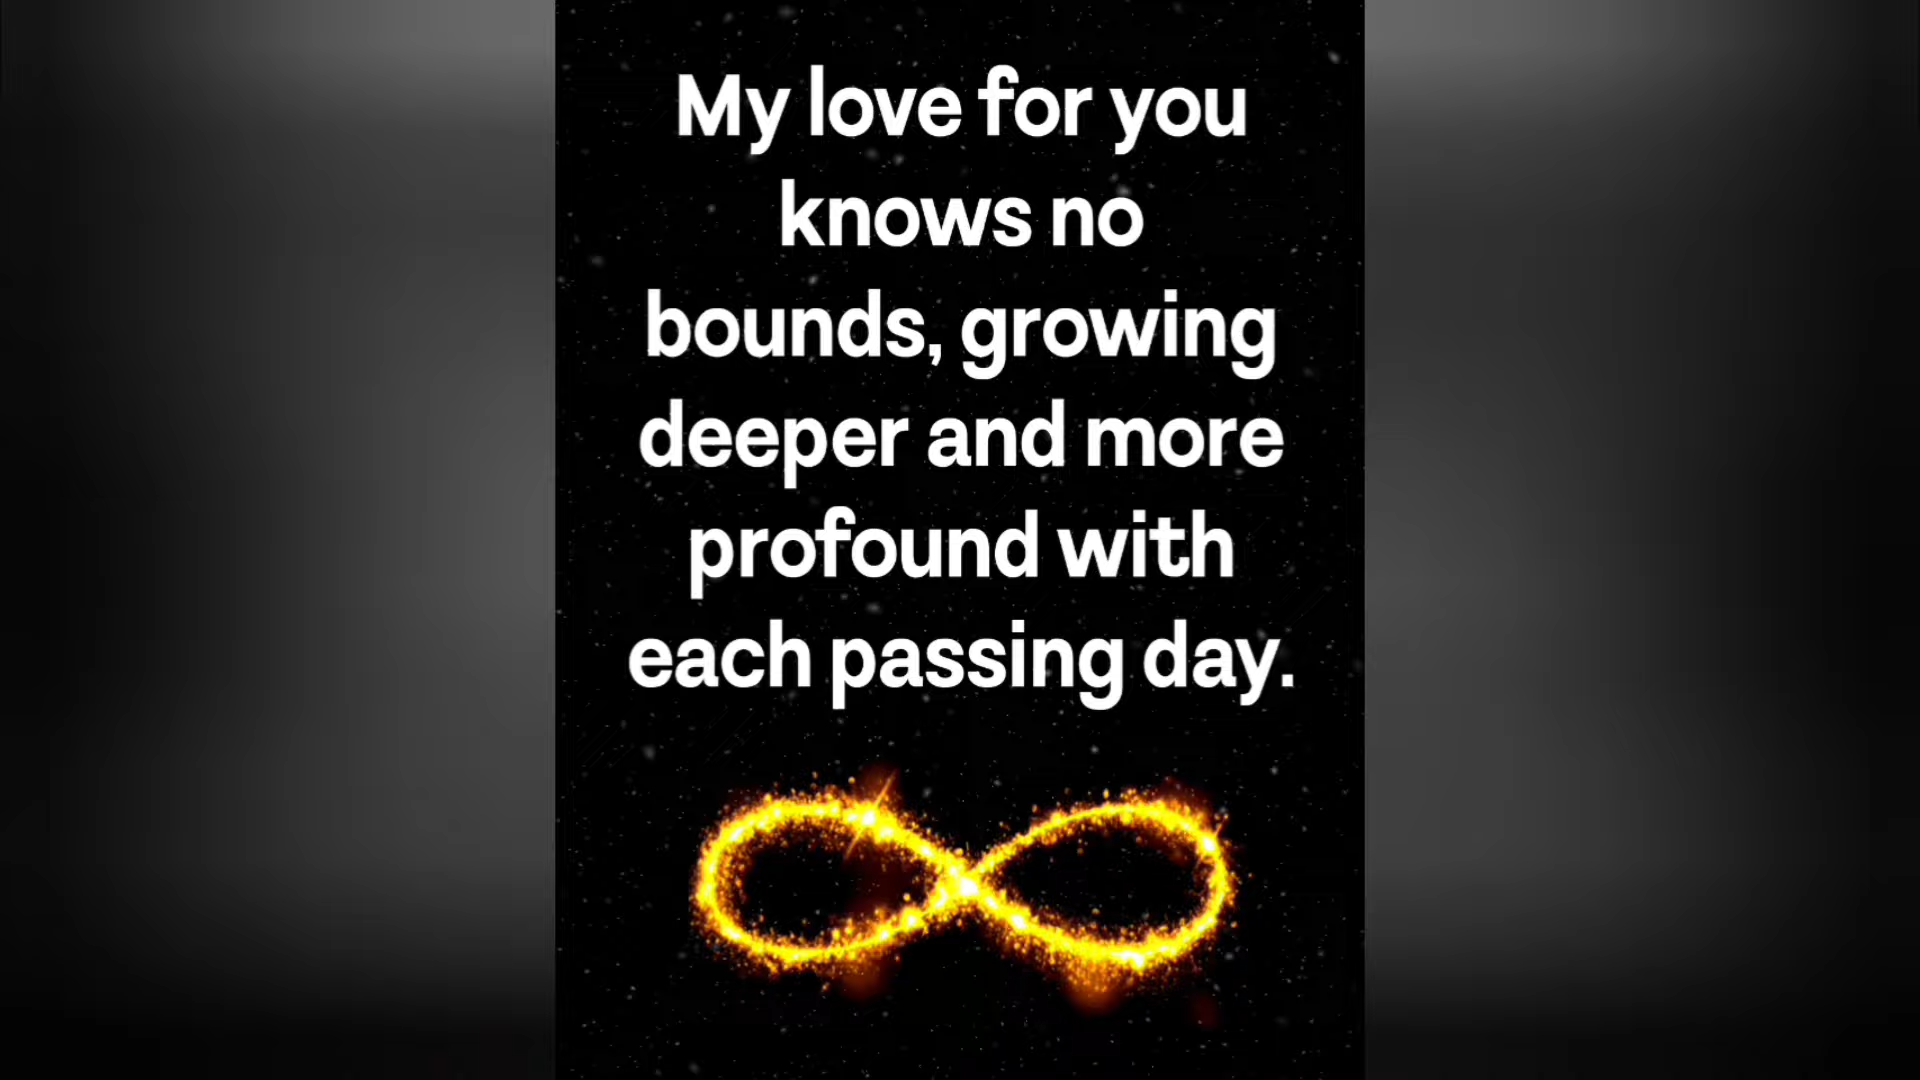 My love for you
knows no
bounds, growing
deeper and more
profound with
each passing day.